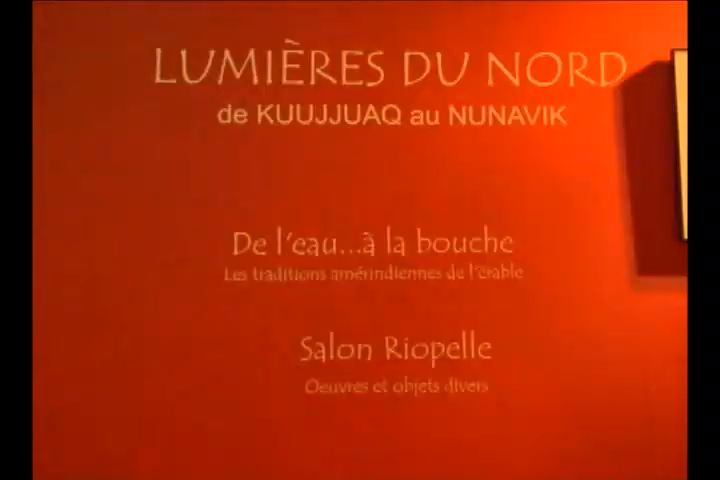 LUMIÈRES DU NORD
de KUUJJUAQ au NUNAVIK
De l'eau...à la bouche
Les traditions amérindiennes de l'érable
Salon Riopelle
Oeuvres et objets divers